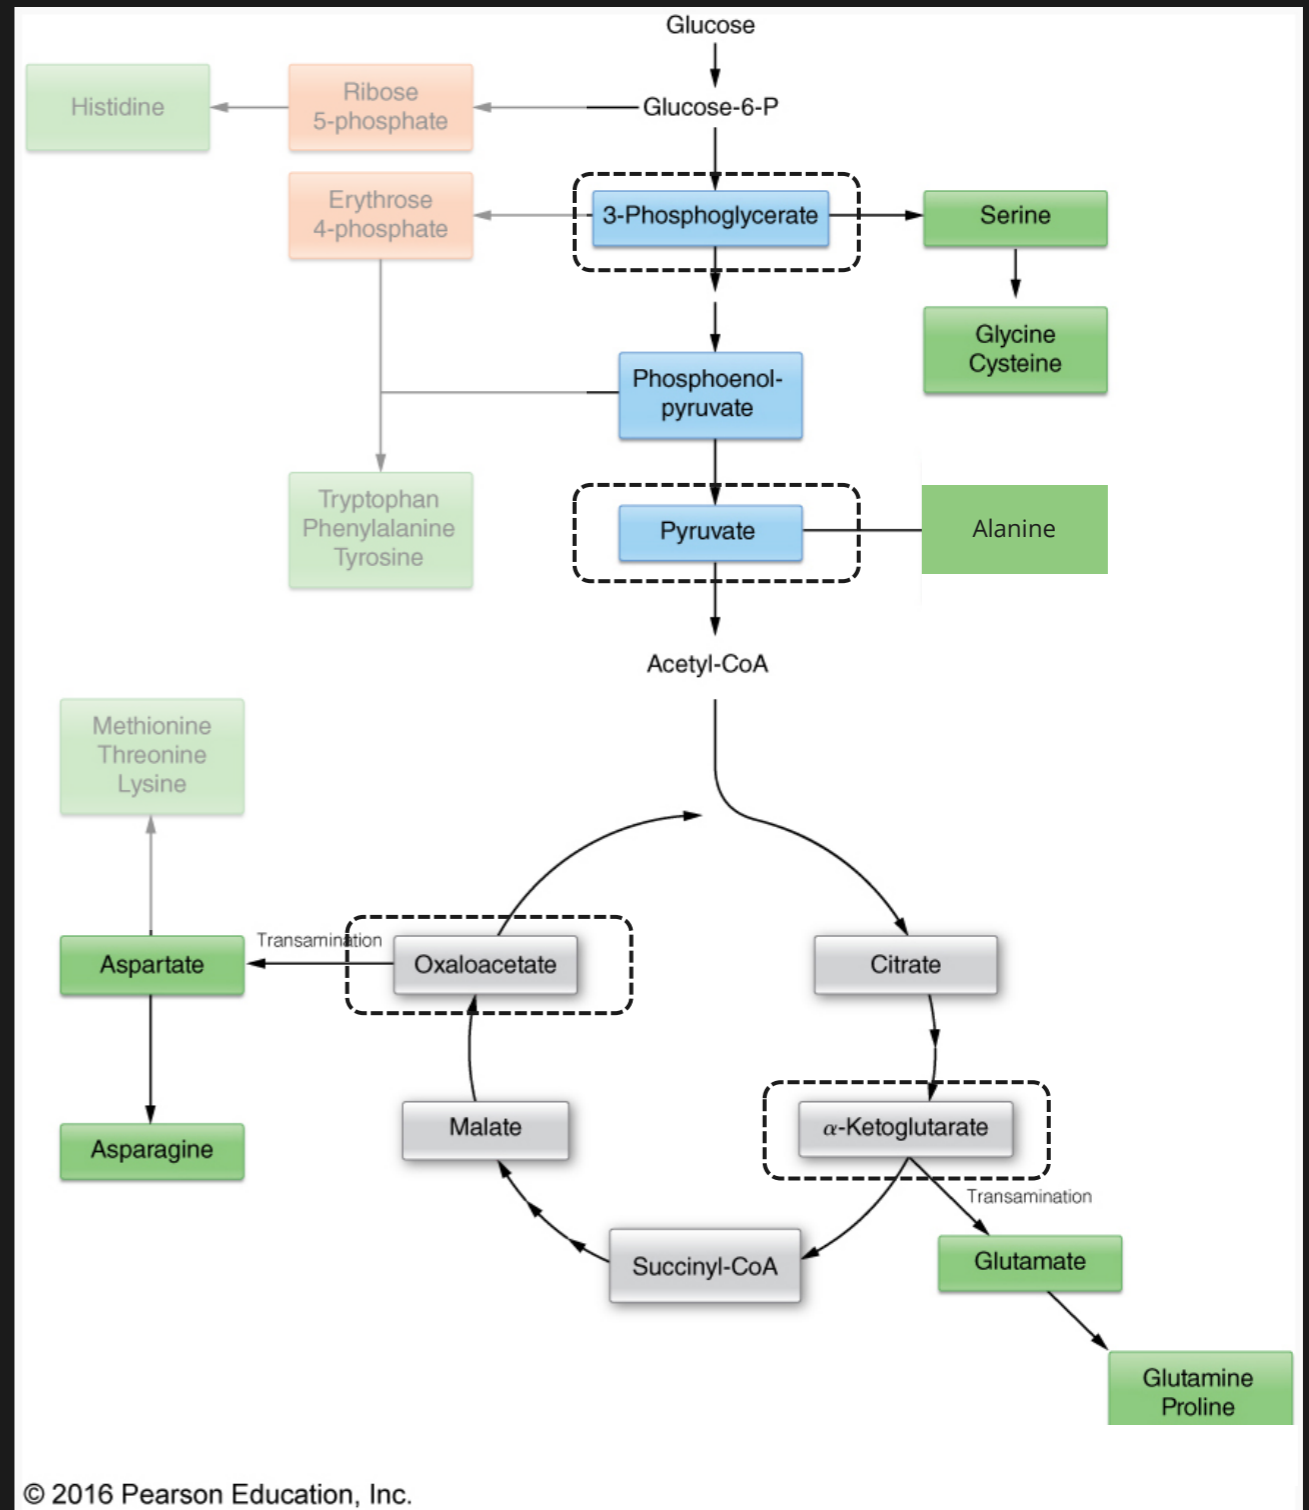 Glucose
Histidine
Ribose
5-phosphate
Glucose-6-P
Erythrose
4-phosphate
3-Phosphoglycerate
Serine
Glycine
Cysteine
Phosphoenol-
pyruvate
Tryptophan
Phenylalanine
Tyrosine
Pyruvate
Alanine
Acetyl-CoA
Methionine
Threonine
Lysine
Aspartate
Transamination
Oxaloacetate
Citrate
Asparagine
Malate
α-Ketoglutarate
Transamination
Succinyl-CoA
Glutamate
Glutamine
Proline
© 2016 Pearson Education, Inc.